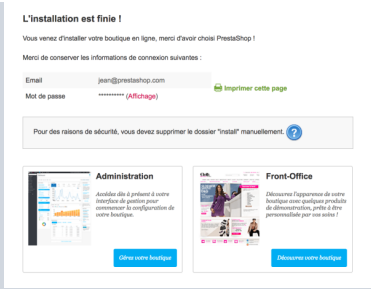 L'installation est finie !
Vous venez d'installer votre boutique en ligne, merci d'avoir choisi PrestaShop !
Merci de conserver les informations de connexion suivantes :
Email jean@prestashop.com
Imprimer cette page
Mot de passe ********** (Affichage)
Pour des raisons de sécurité, vous devez supprimer le dossier "install" manuellement. ?
Administration
Accédez dès à présent à votre
interface de gestion pour
commencer la configuration de
votre boutique.
Gérez votre boutique
Front-Office
Découvrez l'apparence de votre
boutique avec quelques produits
de démonstration, prête à être
personnalisée par vos soins !
Découvrez votre boutique